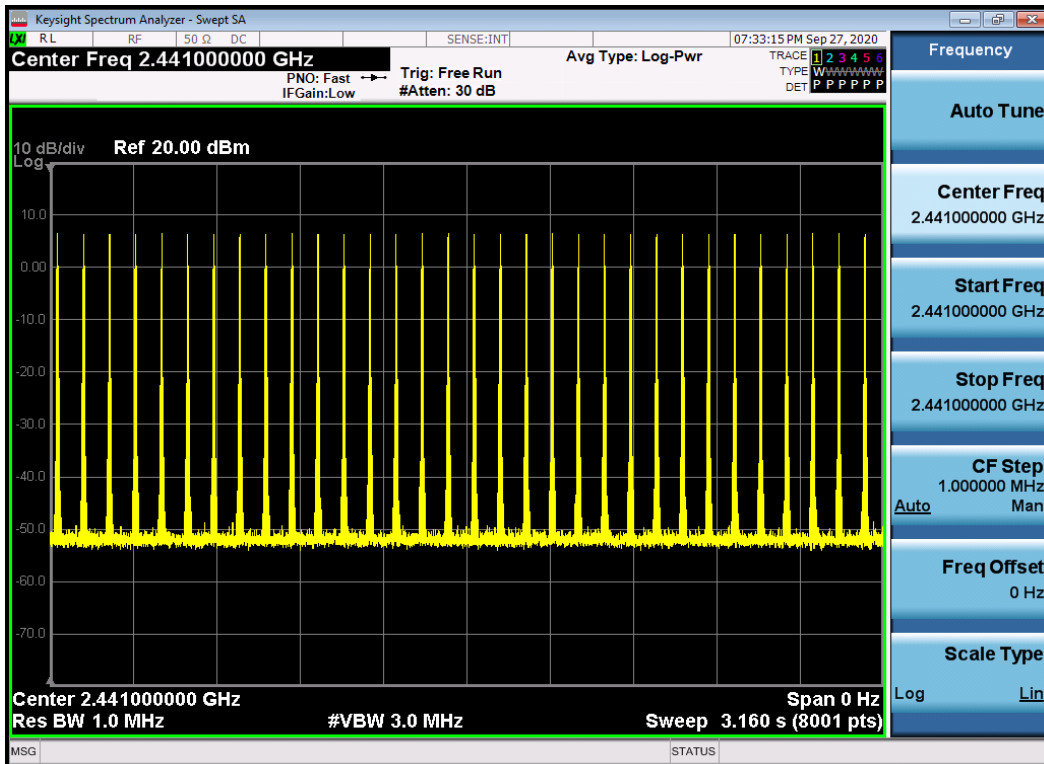 Keysight Spectrum Analyzer - Swept SA
LXI RL RF 50 Ω DC SENSE:INT 07:33:15 PM Sep 27, 2020
Center Freq 2.441000000 GHz
PNO: Fast
IFGain:Low
Trig: Free Run
#Atten: 30 dB
Avg Type: Log-Pwr
TRACE 1 2 3 4 5 6
TYPE WWWWWWW
DET P P P P P P
10 dB/div Ref 20.00 dBm
Log
10.0
0.00
-10.0
-20.0
-30.0
-40.0
-50.0
-60.0
-70.0
Center 2.441000000 GHz Span 0 Hz
Res BW 1.0 MHz #VBW 3.0 MHz Sweep 3.160 s (8001 pts)
MSG STATUS
Frequency
Auto Tune
Center Freq
2.441000000 GHz
Start Freq
2.441000000 GHz
Stop Freq
2.441000000 GHz
CF Step
1.000000 MHz
Auto Man
Freq Offset
0 Hz
Scale Type
Log Lin